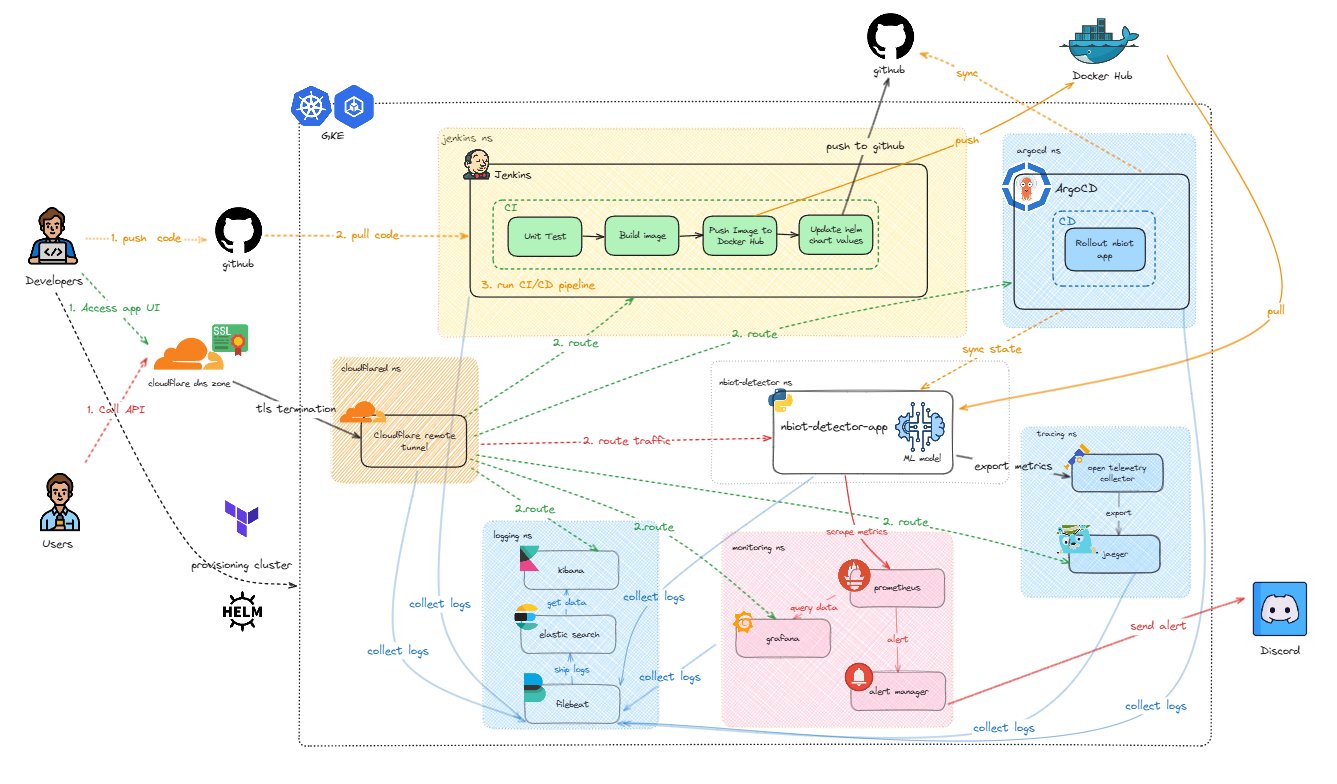 github
Docker Hub
sync
GKE
jenkins ns
Jenkins
push to github
push
argocd ns
ArgoCD
CI
Unit Test
Build image
Push Image to
Docker Hub
Update helm
chart values
CD
Rollout nbiot
app
1. push code
github
2. pull code
3. run CI/CD pipeline
Developers
1. Access app UI
SSL
cloudflare dns zone
1. Call API
tls termination
cloudflared ns
Cloudflare remote
tunnel
2. route
2. route
sync state
pull
nbiot-detector ns
nbiot-detector-app
ML model
2. route traffic
export metrics
tracing ns
open telemetry
collector
export
jaeger
Users
provisioning cluster
HELM
2.route
2.route
2. route
logging ns
kibana
get data
elastic search
ship logs
filebeat
collect logs
collect logs
collect logs
collect logs
monitoring ns
scrape metrics
prometheus
query data
grafana
alert
alert manager
send alert
Discord
collect logs
collect logs